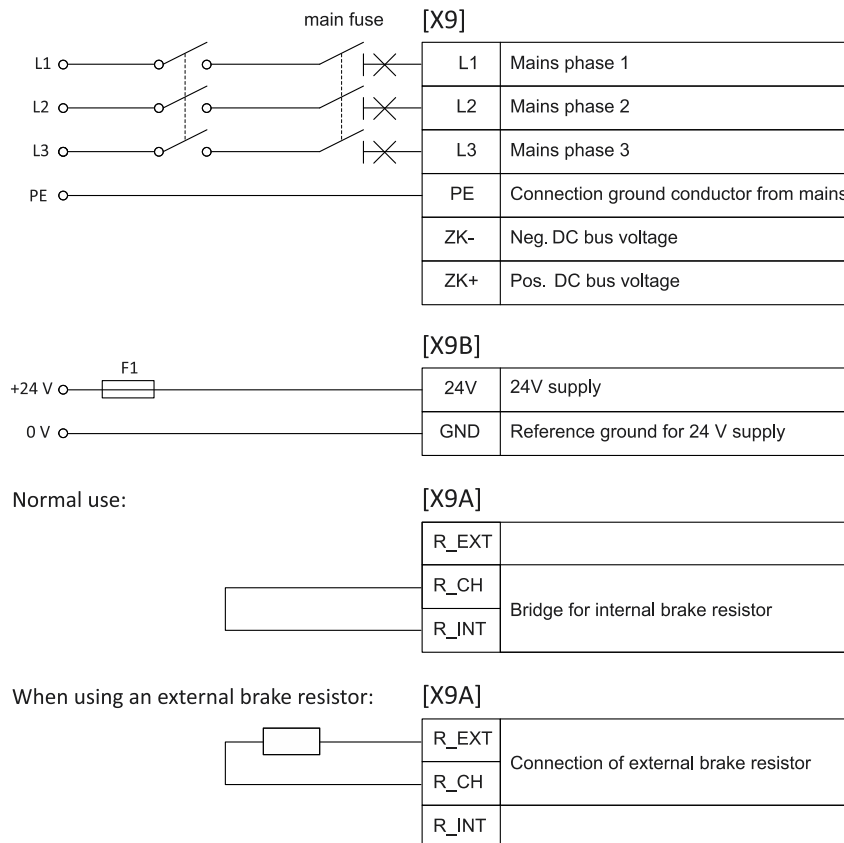 main fuse [X9]
L1 L1 Mains phase 1
L2 L2 Mains phase 2
L3 L3 Mains phase 3
PE PE Connection ground conductor from mains
ZK- Neg. DC bus voltage
ZK+ Pos. DC bus voltage
[X9B]
F1
+24 V 24V 24V supply
0 V GND Reference ground for 24 V supply
Normal use: [X9A]
R_EXT
R_CH
Bridge for internal brake resistor
R_INT
When using an external brake resistor: [X9A]
R_EXT
Connection of external brake resistor
R_CH
R_INT